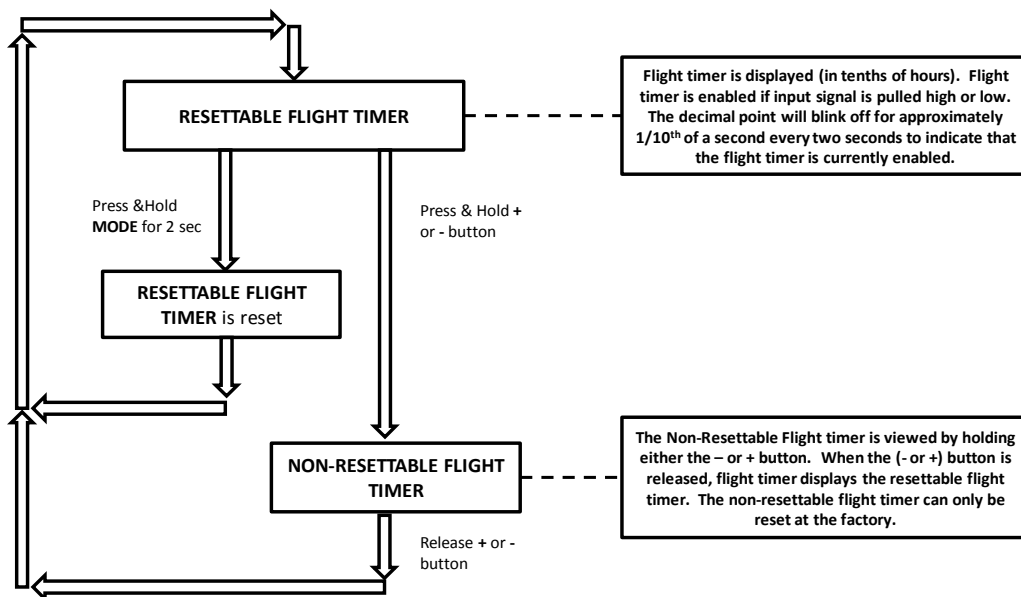 RESETTABLE FLIGHT TIMER
Flight timer is displayed (in tenths of hours). Flight
timer is enabled if input signal is pulled high or low.
The decimal point will blink off for approximately
1/10th of a second every two seconds to indicate that
the flight timer is currently enabled.
Press &Hold
MODE for 2 sec
Press & Hold +
or - button
RESETTABLE FLIGHT
TIMER is reset
NON-RESETTABLE FLIGHT
TIMER
The Non-Resettable Flight timer is viewed by holding
either the – or + button. When the (- or +) button is
released, flight timer displays the resettable flight
timer. The non-resettable flight timer can only be
reset at the factory.
Release + or -
button